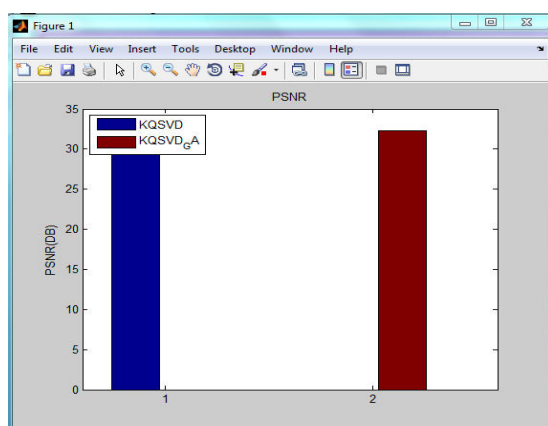 Figure 1
File Edit View Insert Tools Desktop Window Help
PSNR
KQSVD
KQSVD_GA
PSNR(DB)
35
30
25
20
15
10
5
0
1 2